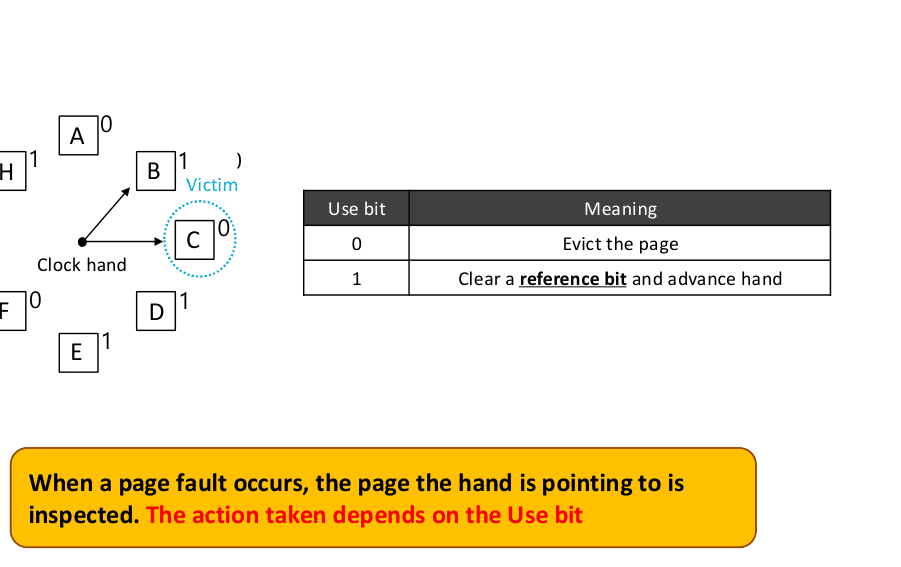 A 0
H 1
B 1 )
Victim
C 0
Clock hand
F 0
D 1
E 1
Use bit Meaning
0 Evict the page
1 Clear a reference bit and advance hand
When a page fault occurs, the page the hand is pointing to is
inspected. The action taken depends on the Use bit